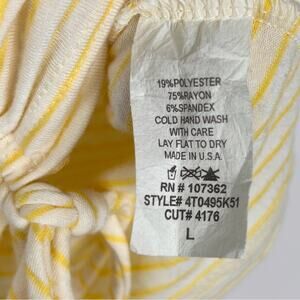 19%POLYESTER
75%RAYON
6%SPANDEX
COLD HAND WASH
WITH CARE
LAY FLAT TO DRY
MADE IN U.S.A.
RN # 107362
STYLE# 4T0495K51
CUT# 4176
L